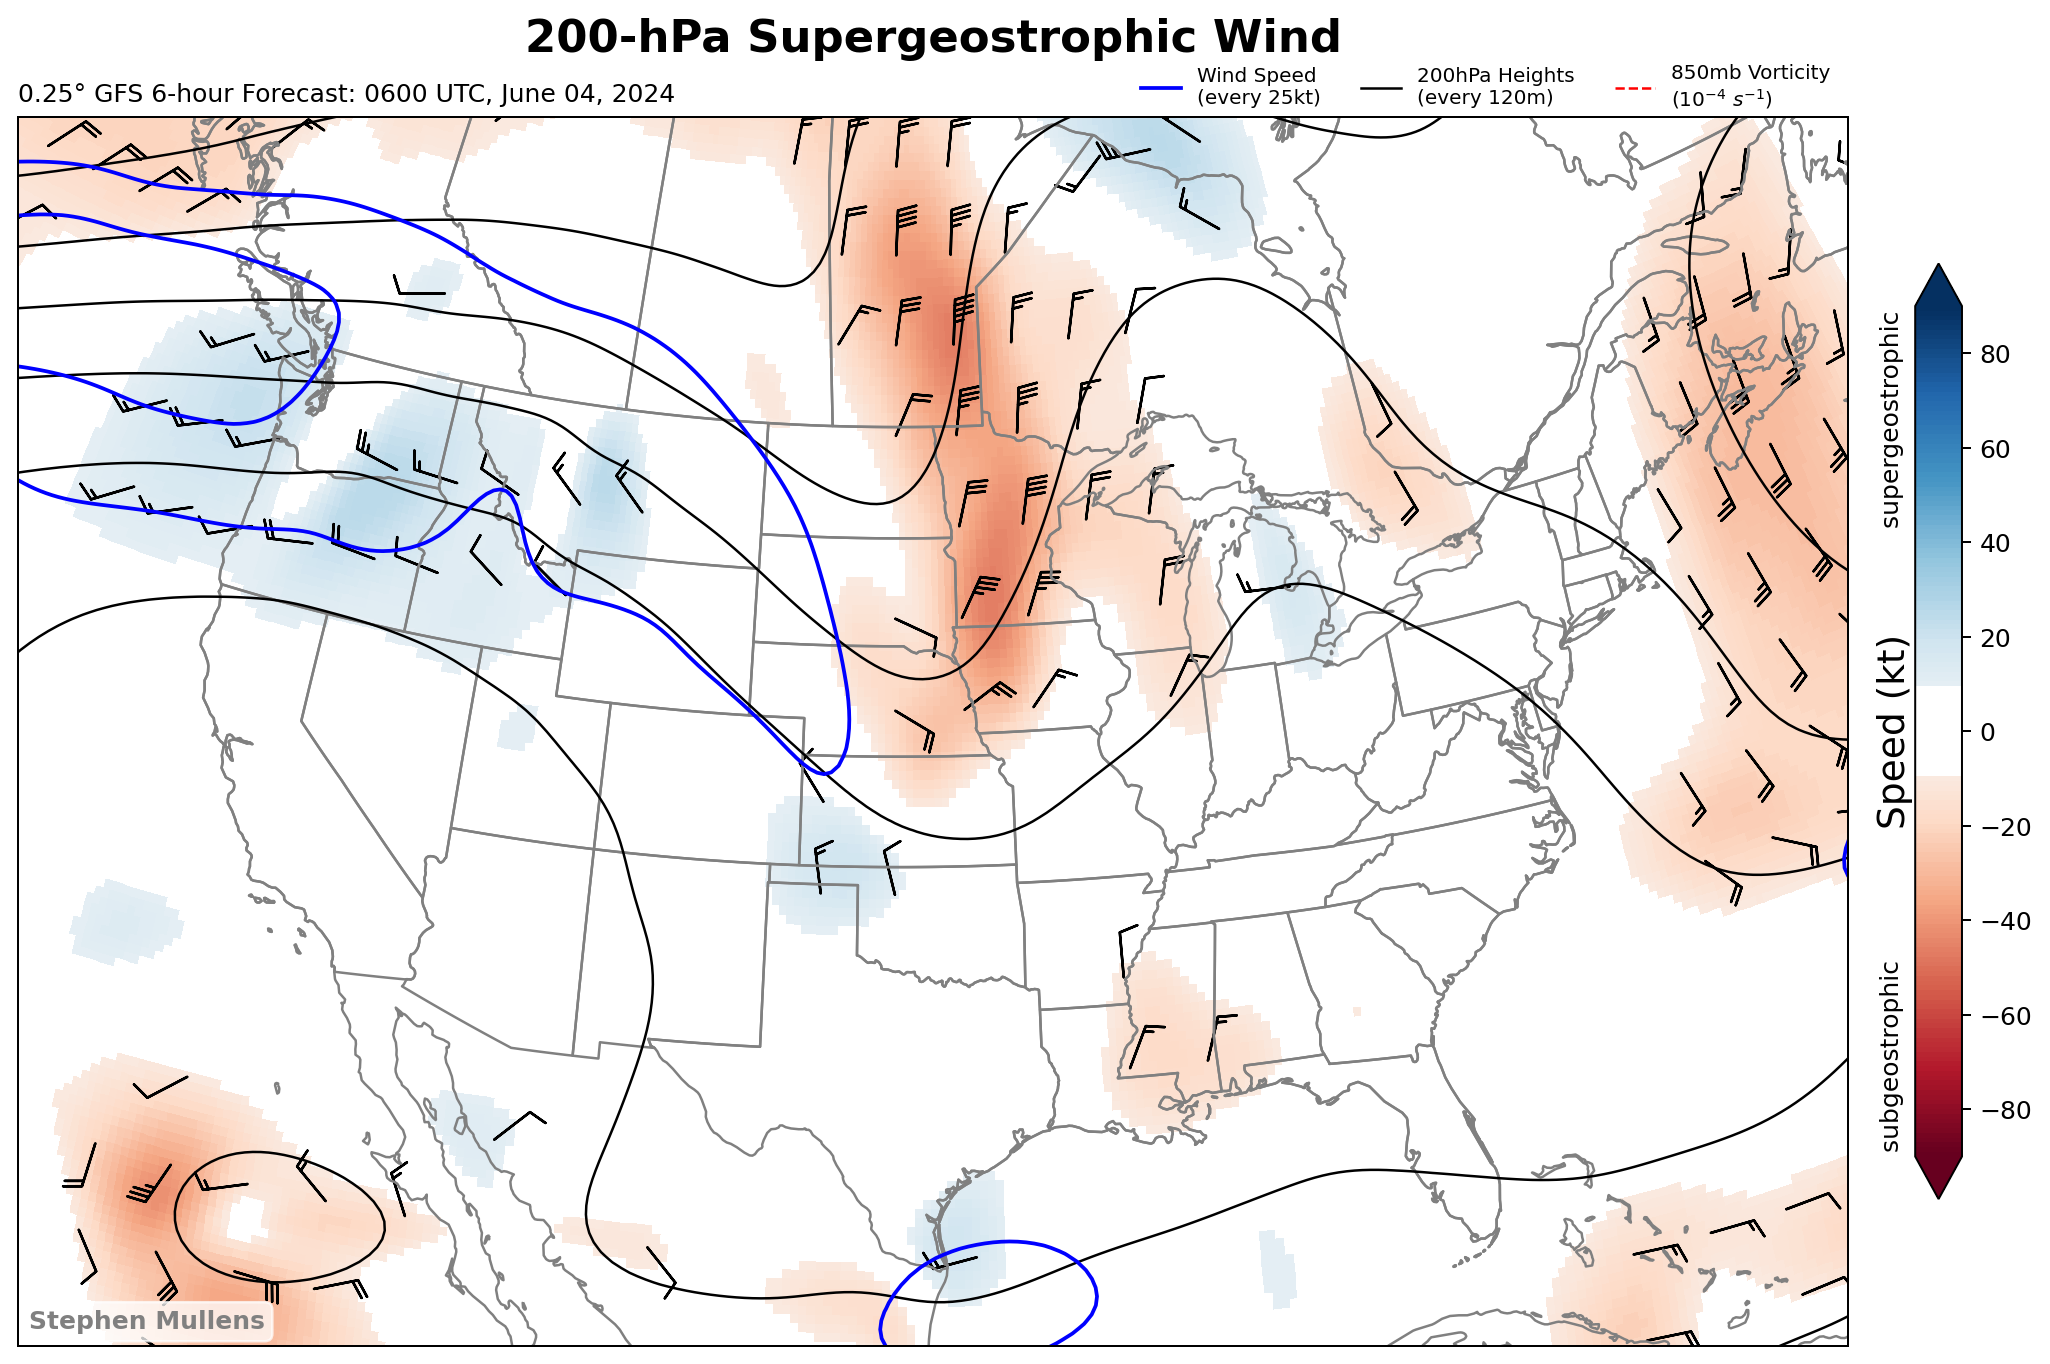 200-hPa Supergeostrophic Wind
0.25° GFS 6-hour Forecast: 0600 UTC, June 04, 2024
Wind Speed
(every 25kt)
200hPa Heights
(every 120m)
850mb Vorticity
(10⁻⁴ s⁻¹)
supergeostrophic
Speed (kt)
subgeostrophic
80
60
40
20
0
−20
−40
−60
−80
Stephen Mullens